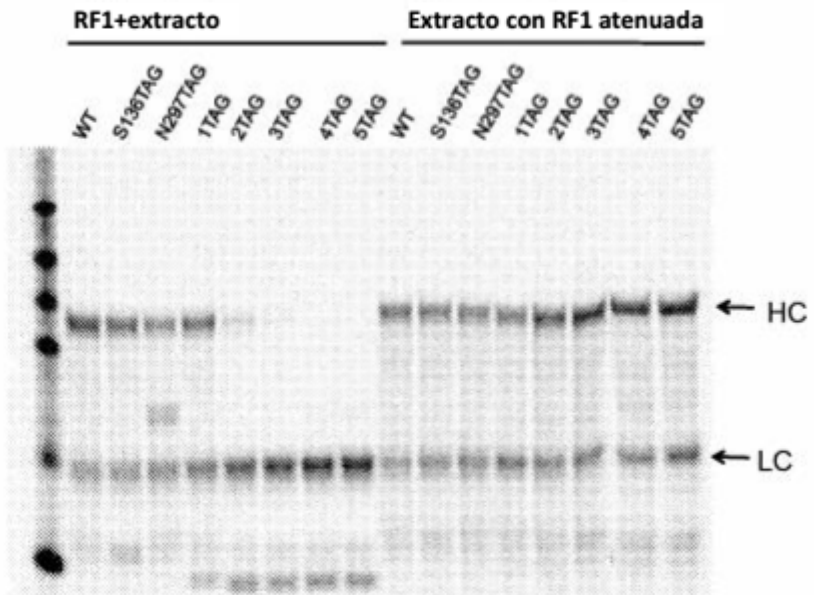 RF1+extracto
Extracto con RF1 atenuada
WT S136TAG N297TAG 1TAG 2TAG 3TAG 4TAG 5TAG WT S136TAG N297TAG 1TAG 2TAG 3TAG 4TAG 5TAG
HC
LC